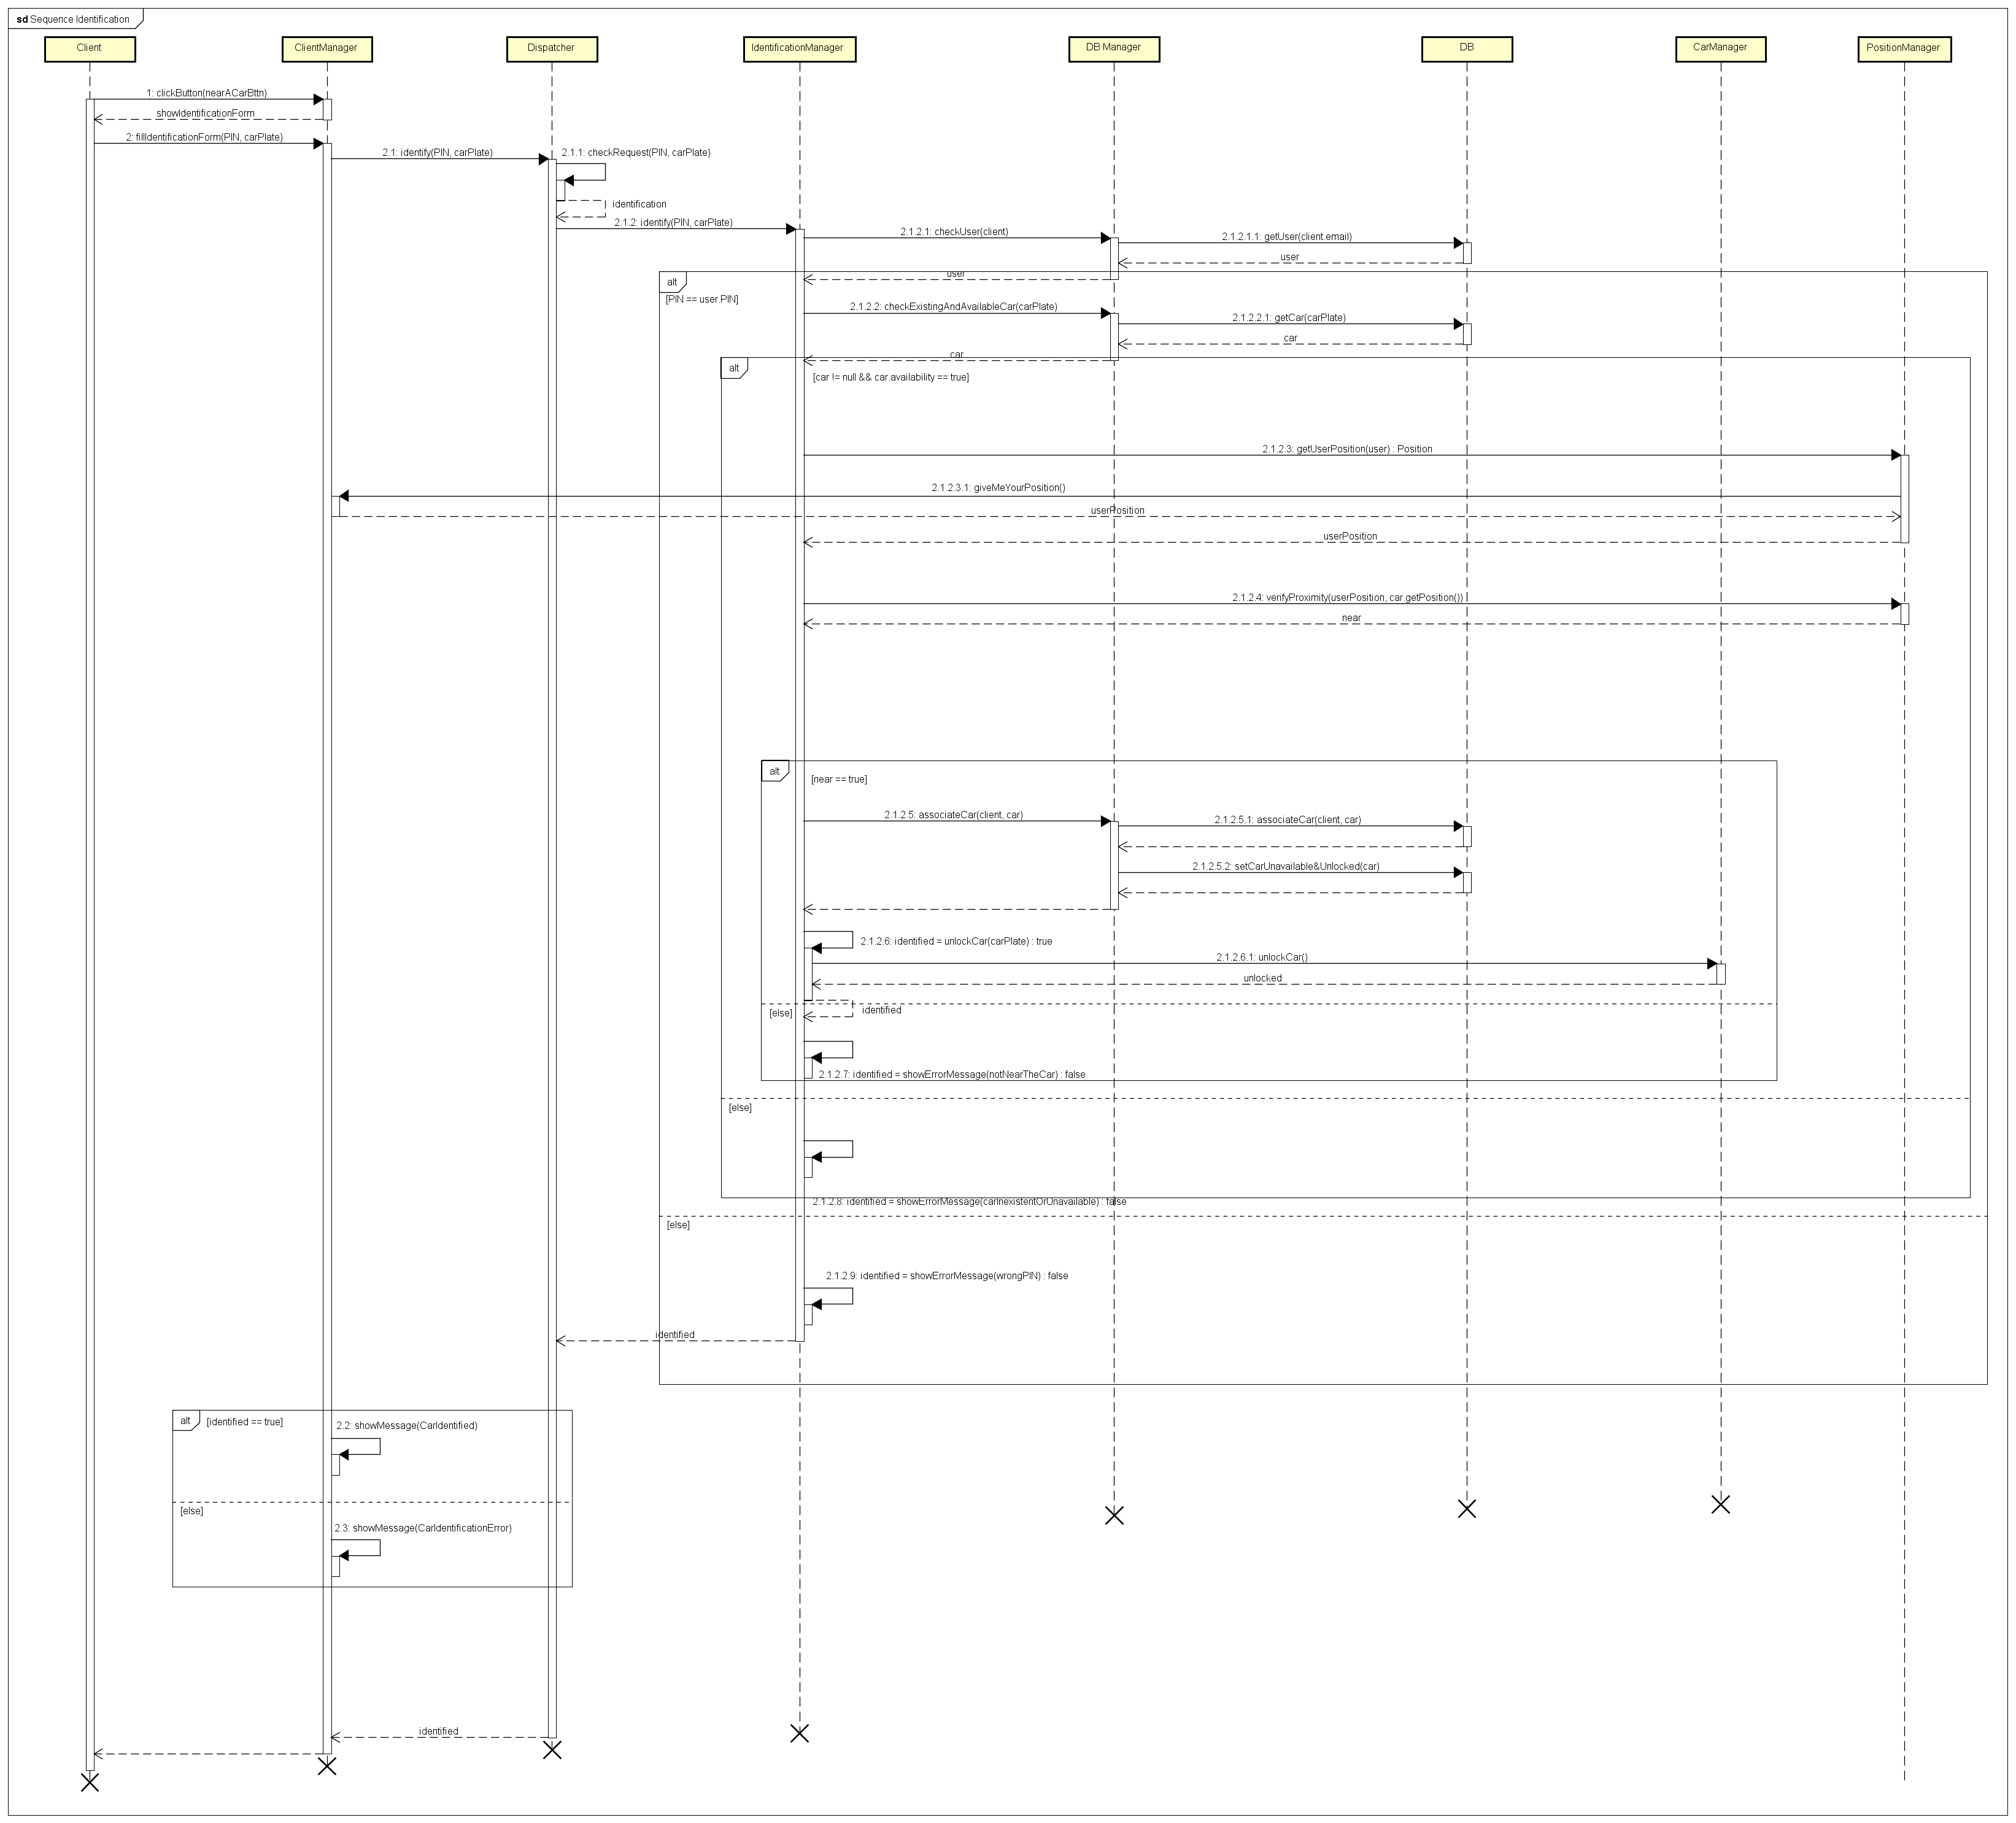 sd Sequence Identification
Client
ClientManager
Dispatcher
IdentificationManager
DB Manager
DB
CarManager
PositionManager
1: clickButton(nearACarBttn)
showIdentificationForm
2: fillIdentificationForm(PIN, carPlate)
2.1: identify(PIN, carPlate)
2.1.1: checkRequest(PIN, carPlate)
identification
2.1.2: identify(PIN, carPlate)
2.1.2.1: checkUser(client)
2.1.2.1.1: getUser(client.email)
user
user
alt
[PIN == user.PIN]
2.1.2.2: checkExistingAndAvailableCar(carPlate)
2.1.2.2.1: getCar(carPlate)
car
car
alt
[car != null && car.availability == true]
2.1.2.3: getUserPosition(user) : Position
2.1.2.3.1: giveMeYourPosition()
userPosition
userPosition
2.1.2.4: verifyProximity(userPosition, car.getPosition())
near
alt
[near == true]
2.1.2.5: associateCar(client, car)
2.1.2.5.1: associateCar(client, car)
2.1.2.5.2: setCarUnavailable&Unlocked(car)
2.1.2.6: identified = unlockCar(carPlate) : true
2.1.2.6.1: unlockCar()
unlocked
[else]
identified
2.1.2.7: identified = showErrorMessage(notNearTheCar) : false
[else]
2.1.2.8: identified = showErrorMessage(carInexistentOrUnavailable) : false
[else]
2.1.2.9: identified = showErrorMessage(wrongPIN) : false
identified
alt
[identified == true]
2.2: showMessage(CarIdentified)
[else]
2.3: showMessage(CarIdentificationError)
identified